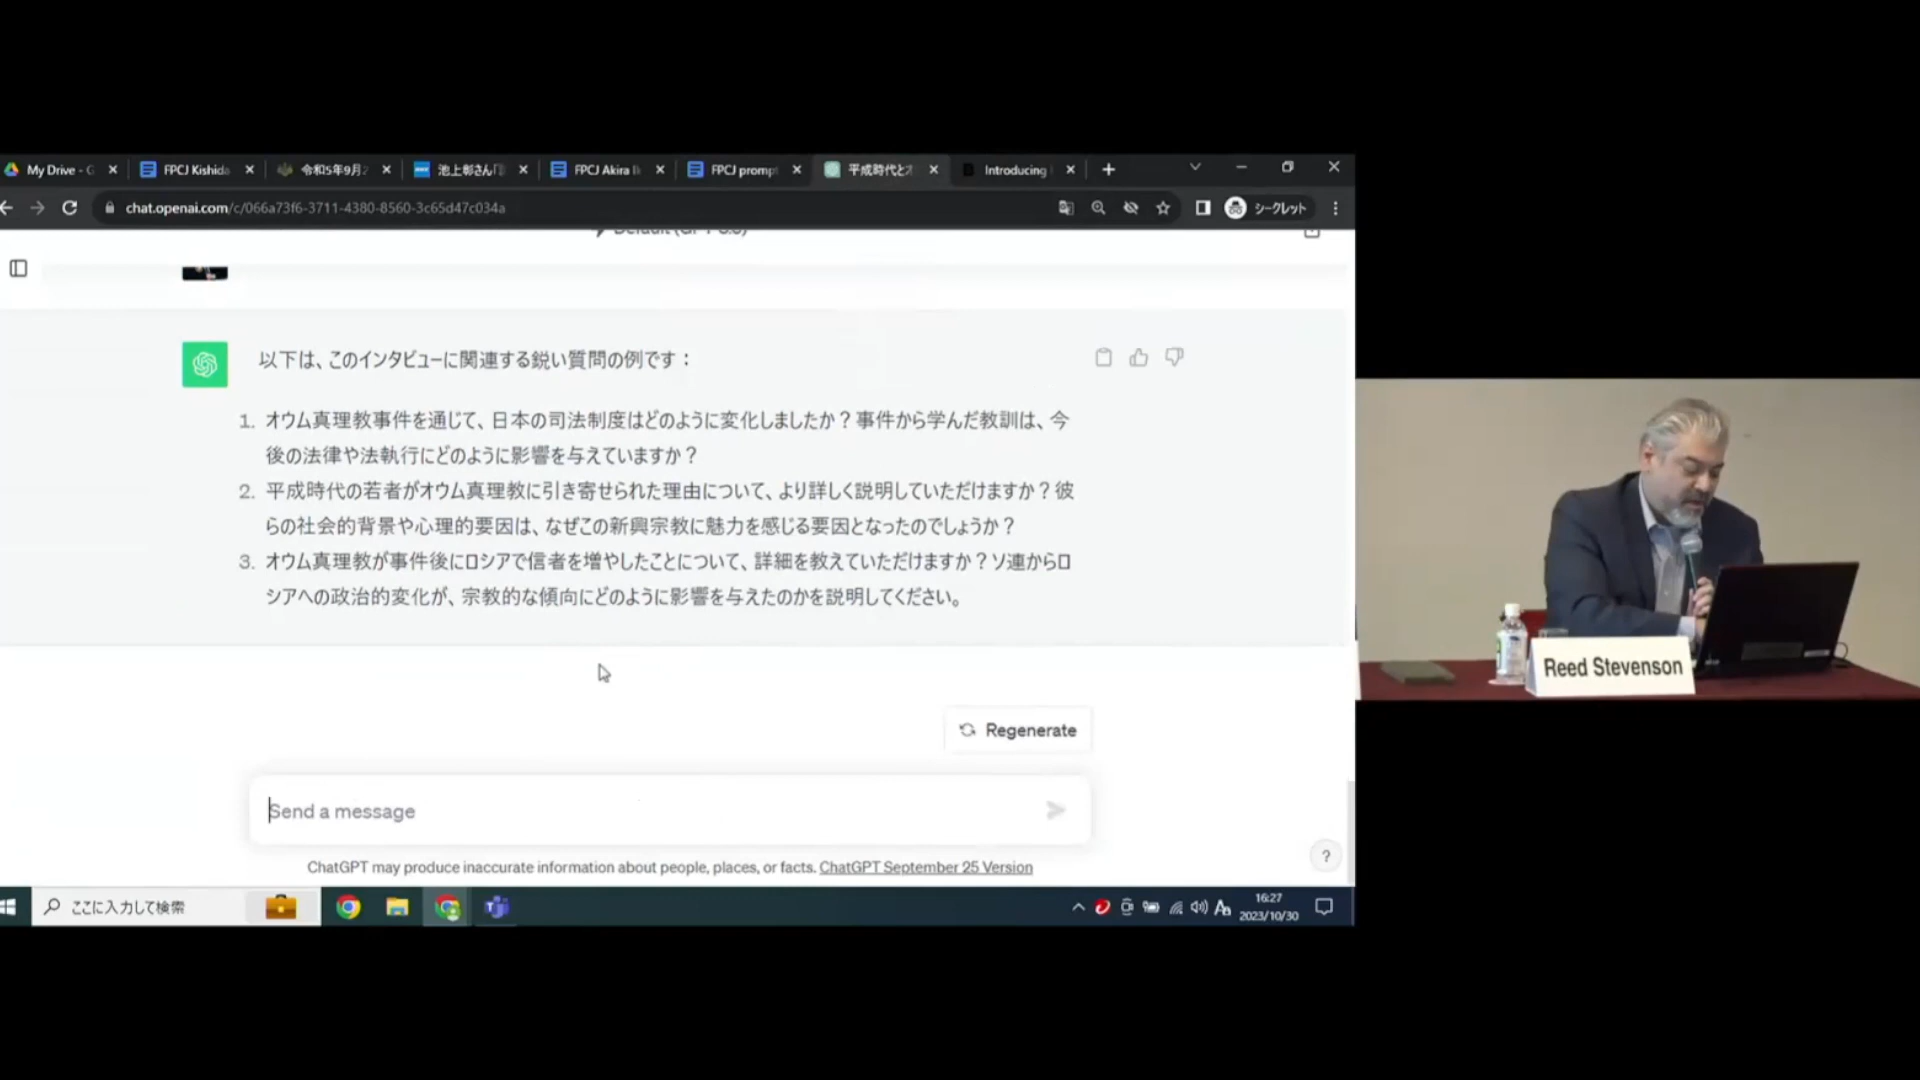 My Drive - G
FPCJ Kishida
令和5年9月2
池上彰さん「
FPCJ Akira I
FPCJ promp
平成時代と
Introducing
chat.openai.com/c/066a73f6-3711-4380-8560-3c65d47c034a
シークレット
以下は、このインタビューに関連する鋭い質問の例です：
1. オウム真理教事件を通じて、日本の司法制度はどのように変化しましたか？事件から学んだ教訓は、今
後の法律や法執行にどのように影響を与えていますか？
2. 平成時代の若者がオウム真理教に引き寄せられた理由について、より詳しく説明していただけますか？彼
らの社会的背景や心理的要因は、なぜこの新興宗教に魅力を感じる要因となったのでしょうか？
3. オウム真理教が事件後にロシアで信者を増やしたことについて、詳細を教えていただけますか？ソ連からロ
シアへの政治的変化が、宗教的な傾向にどのように影響を与えたのかを説明してください。
Regenerate
Send a message
ChatGPT may produce inaccurate information about people, places, or facts. ChatGPT September 25 Version
?
ここに入力して検索
16:27
2023/10/30
Reed Stevenson